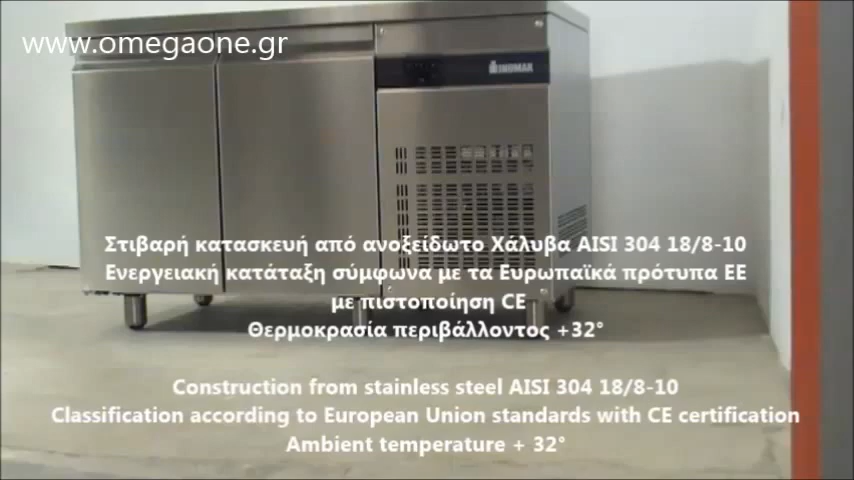 www.omegaone.gr
INOMAK
Στιβαρή κατασκευή από ανοξείδωτο Χάλυβα AISI 304 18/8-10
Ενεργειακή κατάταξη σύμφωνα με τα Ευρωπαϊκά πρότυπα ΕΕ
με πιστοποίηση CE
Θερμοκρασία περιβάλλοντος +32°
Construction from stainless steel AISI 304 18/8-10
Classification according to European Union standards with CE certification
Ambient temperature + 32°